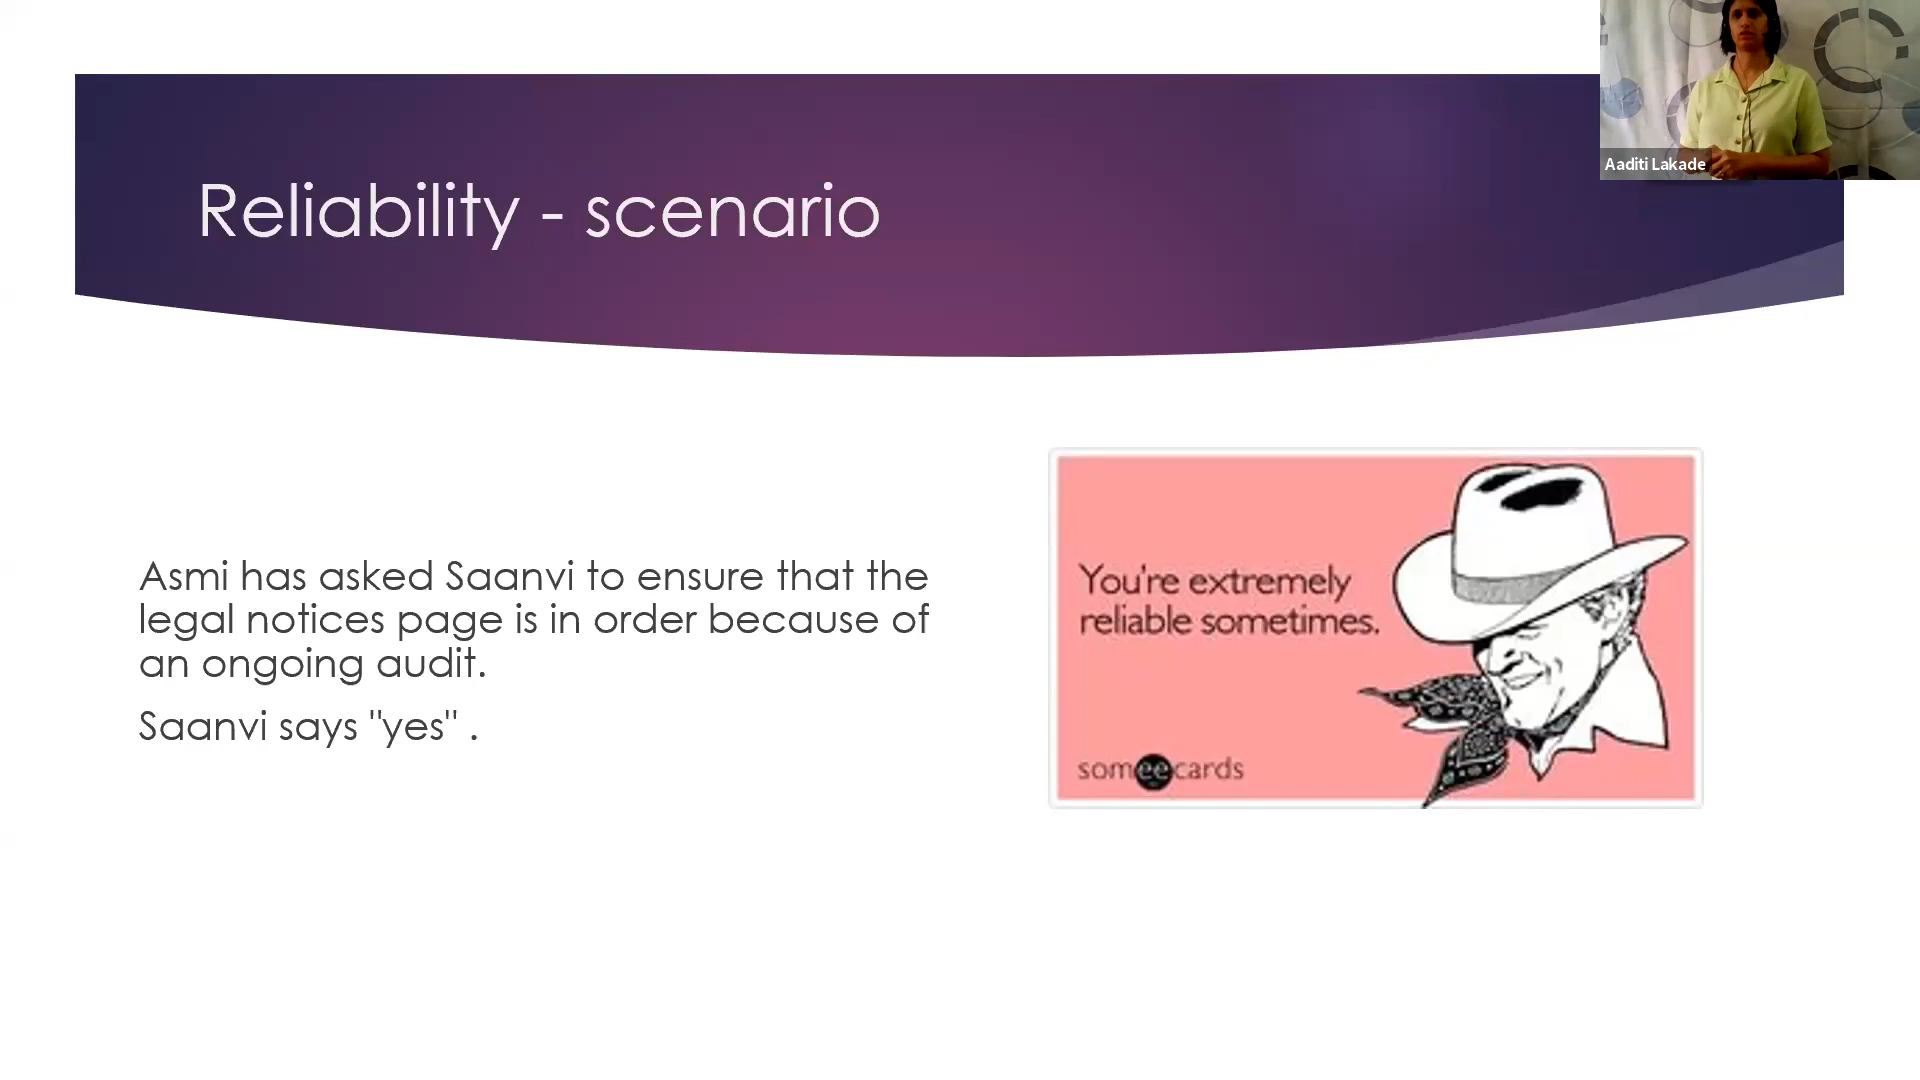 Aaditi Lakade
Reliability - scenario
Asmi has asked Saanvi to ensure that the
legal notices page is in order because of
an ongoing audit.
Saanvi says "yes" .
You're extremely
reliable sometimes.
someecards